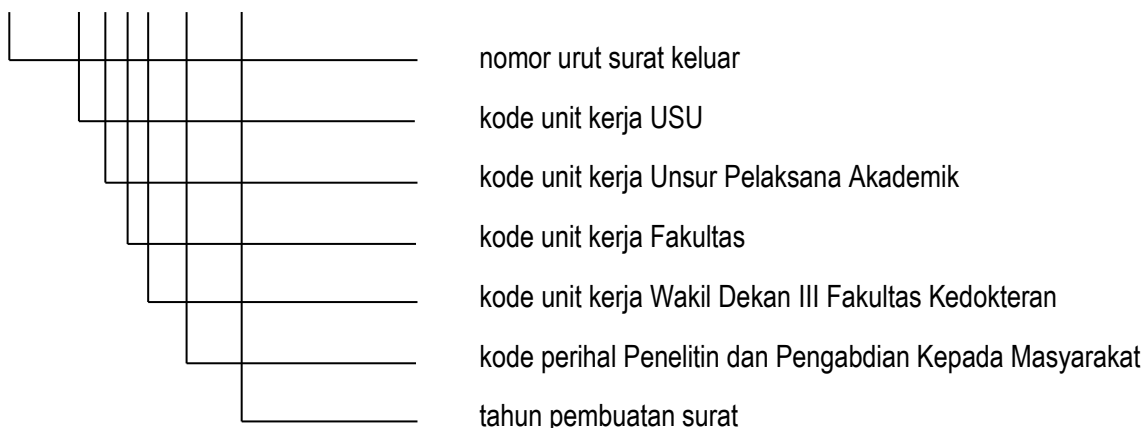 nomor urut surat keluar
kode unit kerja USU
kode unit kerja Unsur Pelaksana Akademik
kode unit kerja Fakultas
kode unit kerja Wakil Dekan III Fakultas Kedokteran
kode perihal Penelitin dan Pengabdian Kepada Masyarakat
tahun pembuatan surat